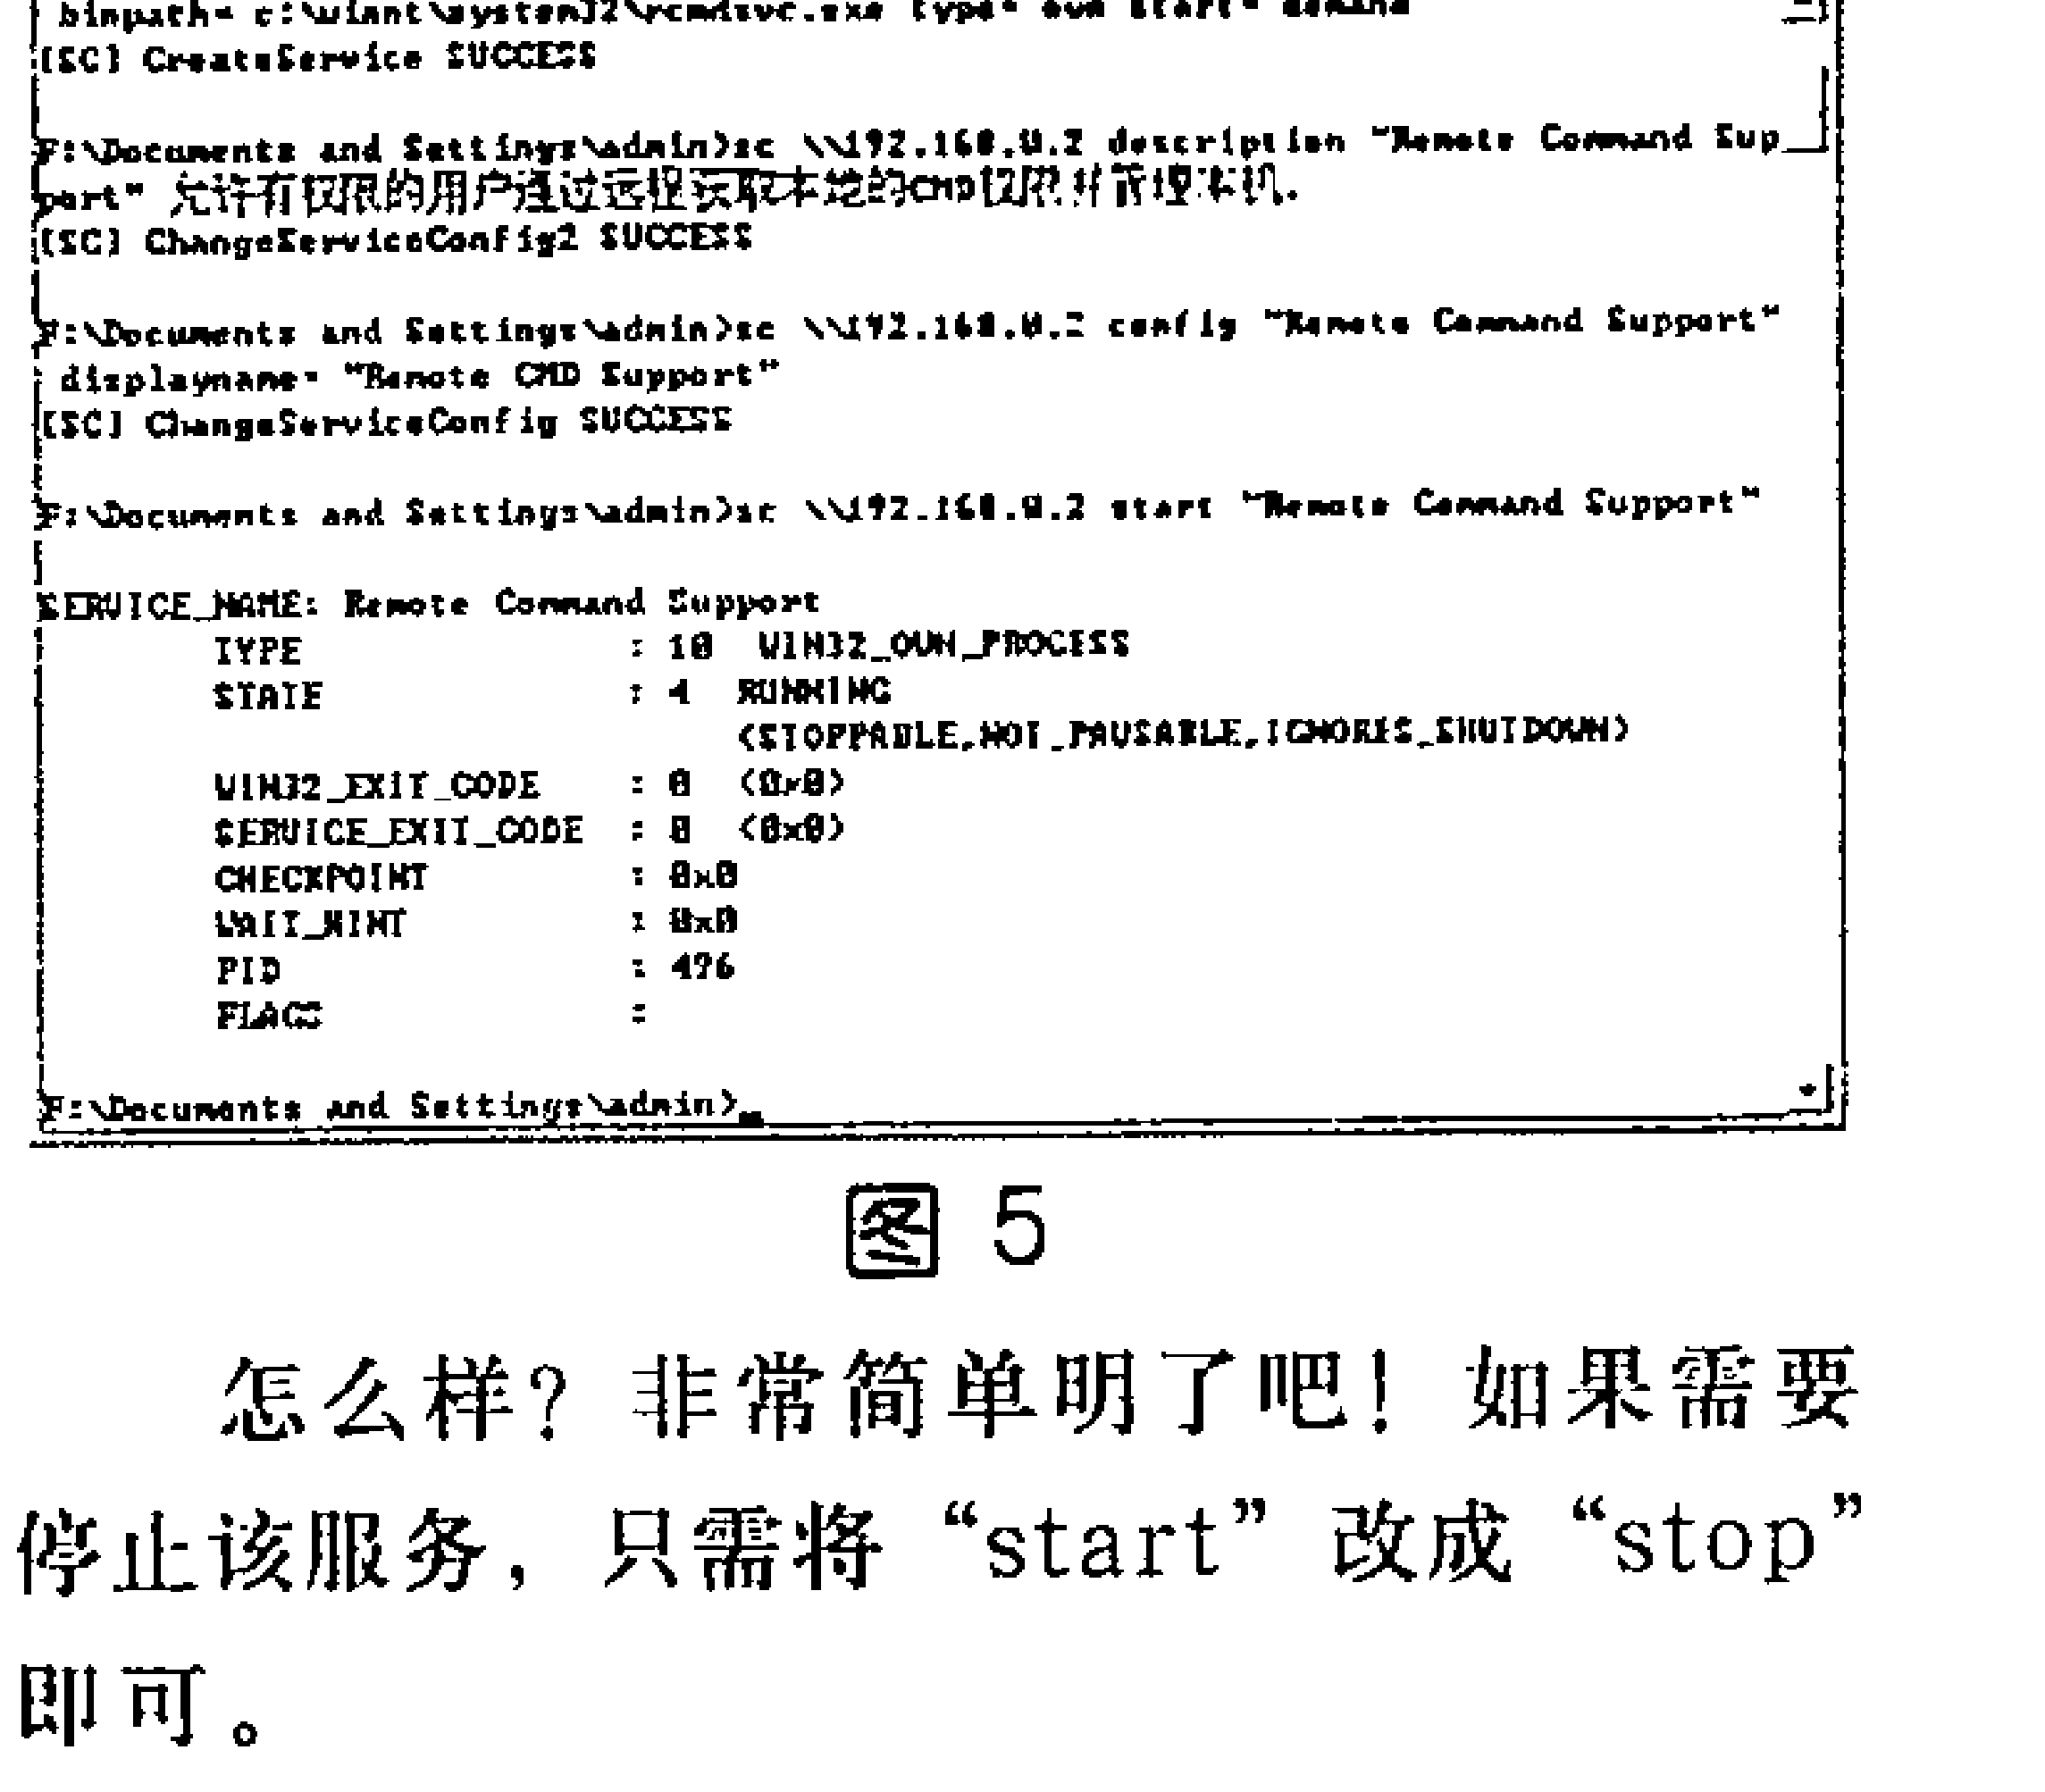 binpath= c:\winnt\system32\rcmdsvc.exe type= own start= demand
[SC] CreateService SUCCESS
F:\Documents and Settings\admin>sc \\192.168.0.2 description "Remote Command Sup
port" 允许有权限的用户通过远程获取本地的CMD权限并管理本机.
[SC] ChangeServiceConfig2 SUCCESS
F:\Documents and Settings\admin>sc \\192.168.0.2 config "Remote Command Support"
displayname= "Remote CMD Support"
[SC] ChangeServiceConfig SUCCESS
F:\Documents and Settings\admin>sc \\192.168.0.2 start "Remote Command Support"
SERVICE_NAME: Remote Command Support
TYPE : 10 WIN32_OWN_PROCESS
STATE : 4 RUNNING
(STOPPABLE,NOT_PAUSABLE,IGNORES_SHUTDOWN)
WIN32_EXIT_CODE : 0 (0x0)
SERVICE_EXIT_CODE : 0 (0x0)
CHECKPOINT : 0x0
WAIT_HINT : 0x0
PID : 496
FLAGS :
F:\Documents and Settings\admin>_
图 5
怎么样？非常简单明了吧！如果需要
停止该服务，只需将“start”改成“stop”
即可。